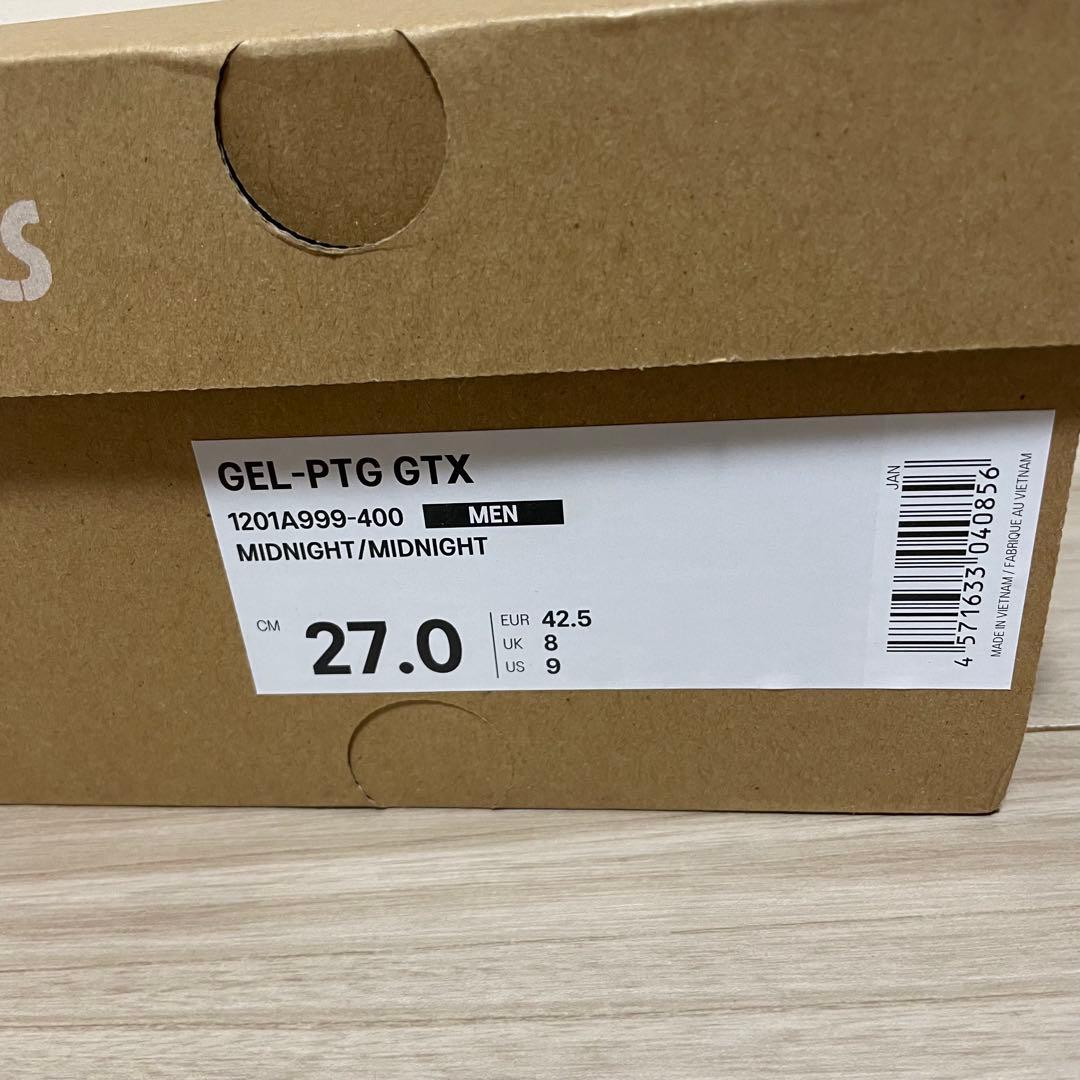 S
GEL-PTG GTX
1201A999-400 MEN
MIDNIGHT/MIDNIGHT
CM 27.0
EUR 42.5
UK 8
US 9
JAN
4 571633 040856
MADE IN VIETNAM / FABRIQUE AU VIETNAM